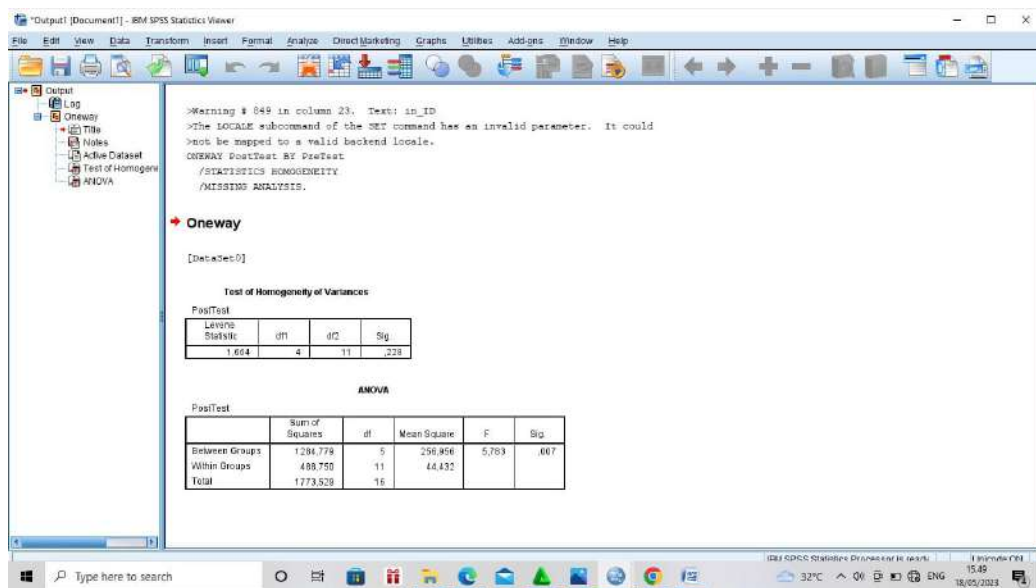 *Output1 [Document1] - IBM SPSS Statistics Viewer
File Edit View Data Transform Insert Format Analyze Direct Marketing Graphs Utilities Add-ons Window Help
Output
Log
Oneway
Title
Notes
Active Dataset
Test of Homogene
ANOVA
>Warning # 849 in column 23. Text: in_ID
>The LOCALE subcommand of the SET command has an invalid parameter. It could
>not be mapped to a valid backend locale.
ONEWAY PostTest BY PreTest
/STATISTICS HOMOGENEITY
/MISSING ANALYSIS.
Oneway
[DataSet0]
Test of Homogeneity of Variances
PostTest
Levene Statistic df1 df2 Sig.
1,664 4 11 ,228
ANOVA
PostTest
Sum of Squares df Mean Square F Sig.
Between Groups 1284,779 5 256,956 5,783 ,007
Within Groups 488,750 11 44,432
Total 1773,529 16
IBM SPSS Statistics Processor is ready Unicode:ON
Type here to search
32°C ENG
15.49
18/05/2023